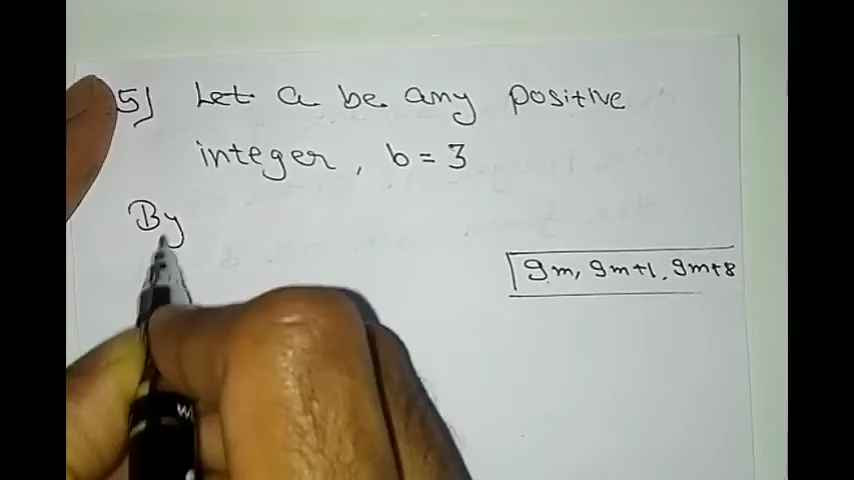 5) Let a be any positive
integer, b = 3
By
9m, 9m+1, 9m+8
W